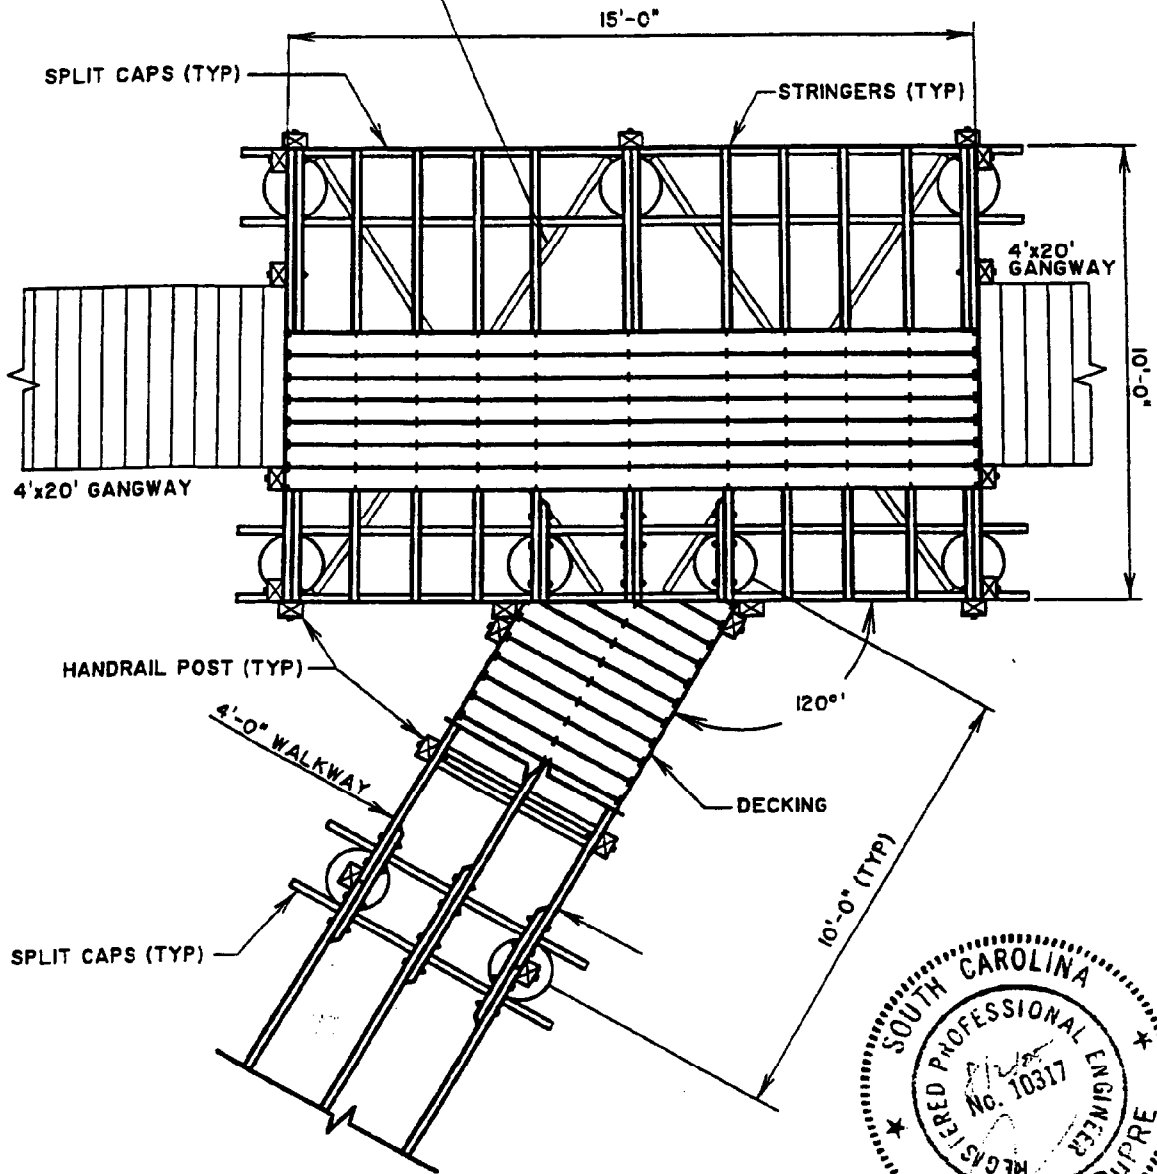 15'-0"
SPLIT CAPS (TYP)
STRINGERS (TYP)
4'x20'
GANGWAY
10'-0"
4'x20' GANGWAY
HANDRAIL POST (TYP)
120°'
4'-0" WALKWAY
DECKING
10'-0" (TYP)
SPLIT CAPS (TYP)
SOUTH CAROLINA
REGISTERED PROFESSIONAL ENGINEER
No. 10317